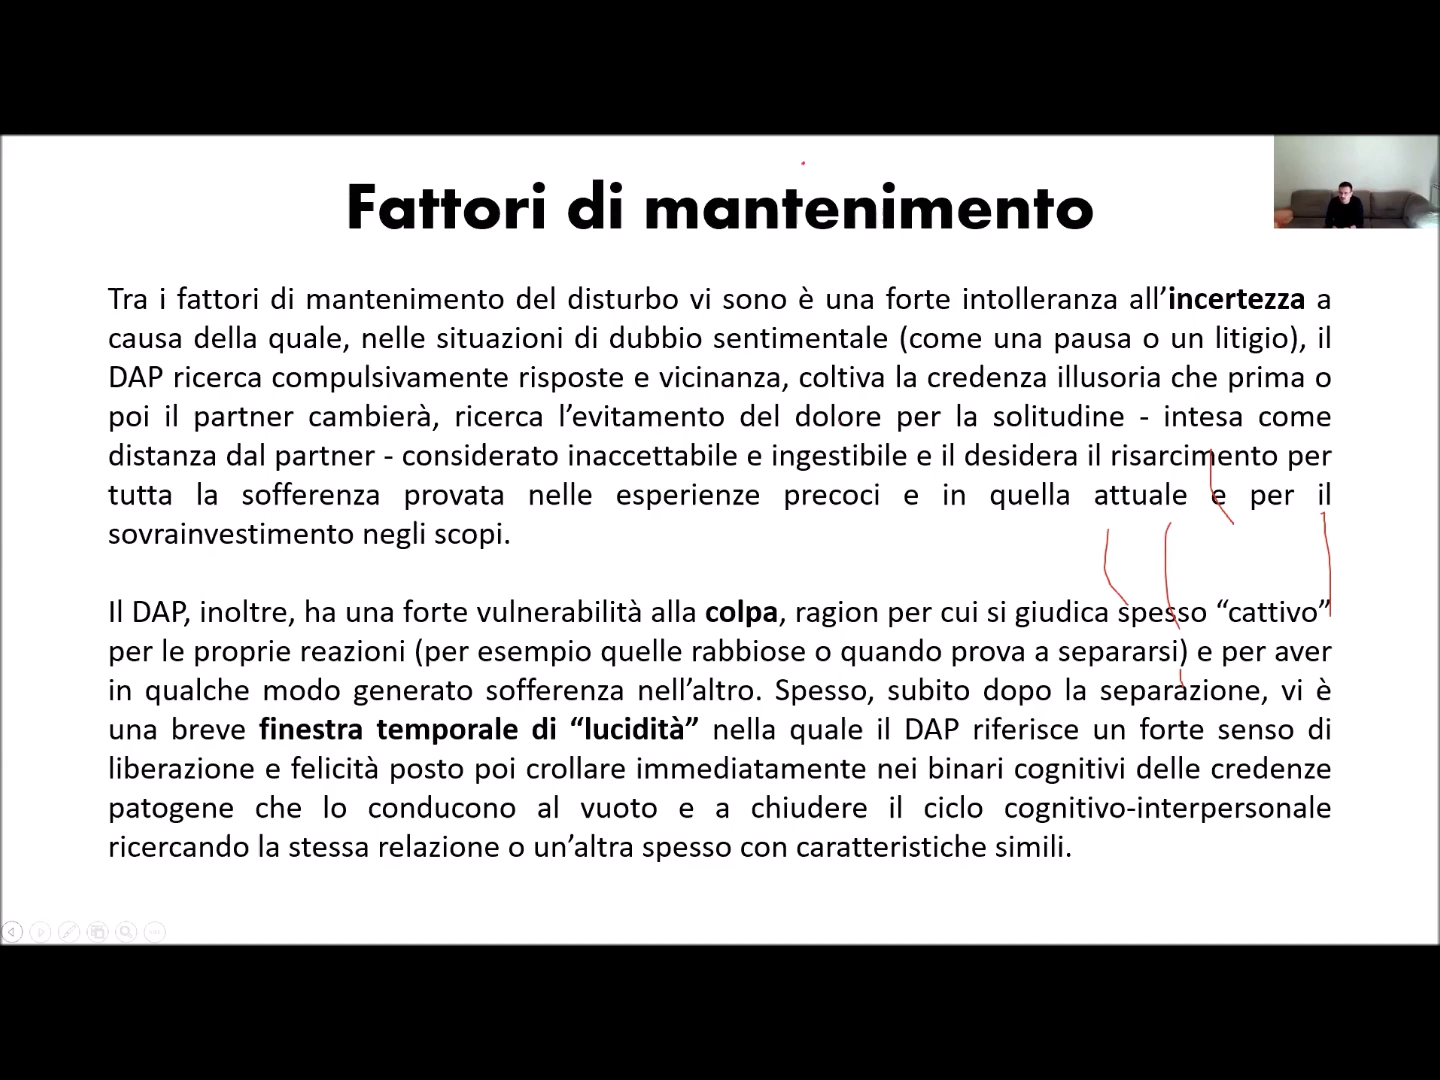 Fattori di mantenimento
Tra i fattori di mantenimento del disturbo vi sono è una forte intolleranza all’incertezza a
causa della quale, nelle situazioni di dubbio sentimentale (come una pausa o un litigio), il
DAP ricerca compulsivamente risposte e vicinanza, coltiva la credenza illusoria che prima o
poi il partner cambierà, ricerca l’evitamento del dolore per la solitudine - intesa come
distanza dal partner - considerato inaccettabile e ingestibile e il desidera il risarcimento per
tutta la sofferenza provata nelle esperienze precoci e in quella attuale e per il
sovrainvestimento negli scopi.
Il DAP, inoltre, ha una forte vulnerabilità alla colpa, ragion per cui si giudica spesso “cattivo”
per le proprie reazioni (per esempio quelle rabbiose o quando prova a separarsi) e per aver
in qualche modo generato sofferenza nell’altro. Spesso, subito dopo la separazione, vi è
una breve finestra temporale di “lucidità” nella quale il DAP riferisce un forte senso di
liberazione e felicità posto poi crollare immediatamente nei binari cognitivi delle credenze
patogene che lo conducono al vuoto e a chiudere il ciclo cognitivo-interpersonale
ricercando la stessa relazione o un’altra spesso con caratteristiche simili.